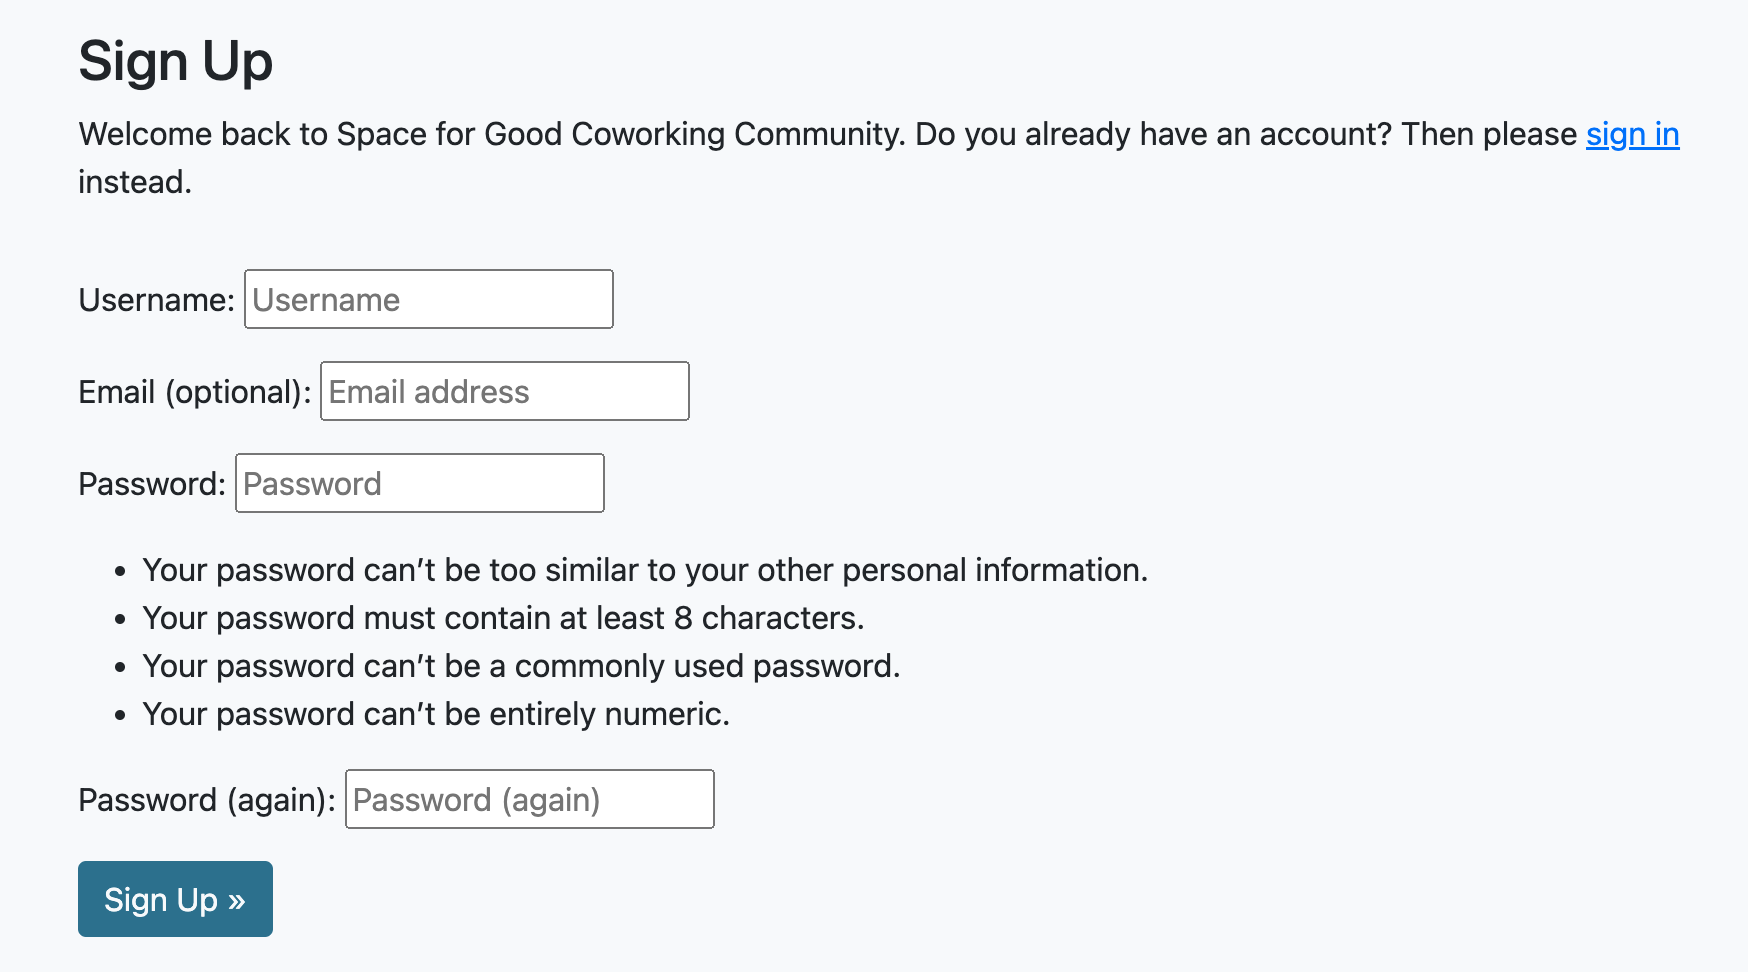 Sign Up
Welcome back to Space for Good Coworking Community. Do you already have an account? Then please sign in
instead.
Username: Username
Email (optional): Email address
Password: Password
• Your password can’t be too similar to your other personal information.
• Your password must contain at least 8 characters.
• Your password can’t be a commonly used password.
• Your password can’t be entirely numeric.
Password (again): Password (again)
Sign Up »